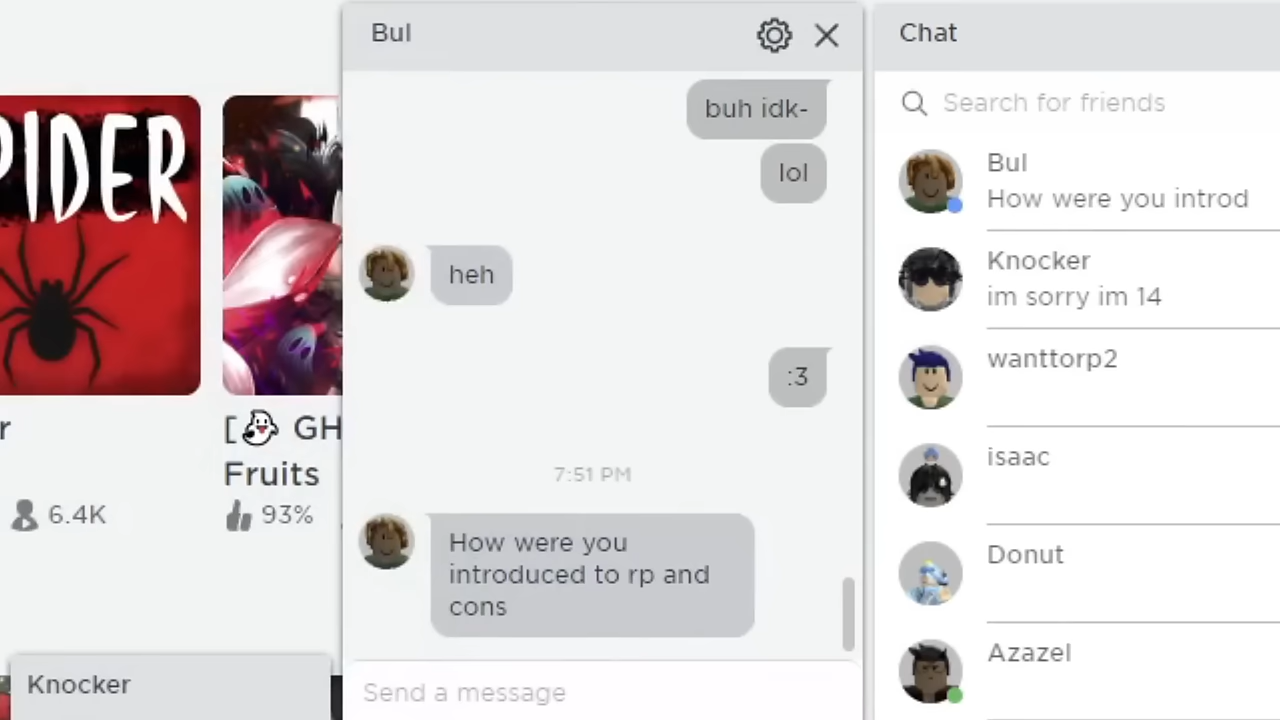 Bul
buh idk-
lol
heh
:3
7:51 PM
How were you
introduced to rp and
cons
Send a message
Chat
Search for friends
Bul
How were you introd
Knocker
im sorry im 14
wanttorp2
isaac
Donut
Azazel
PIDER
r
6.4K
[👻 GH
Fruits
93%
Knocker